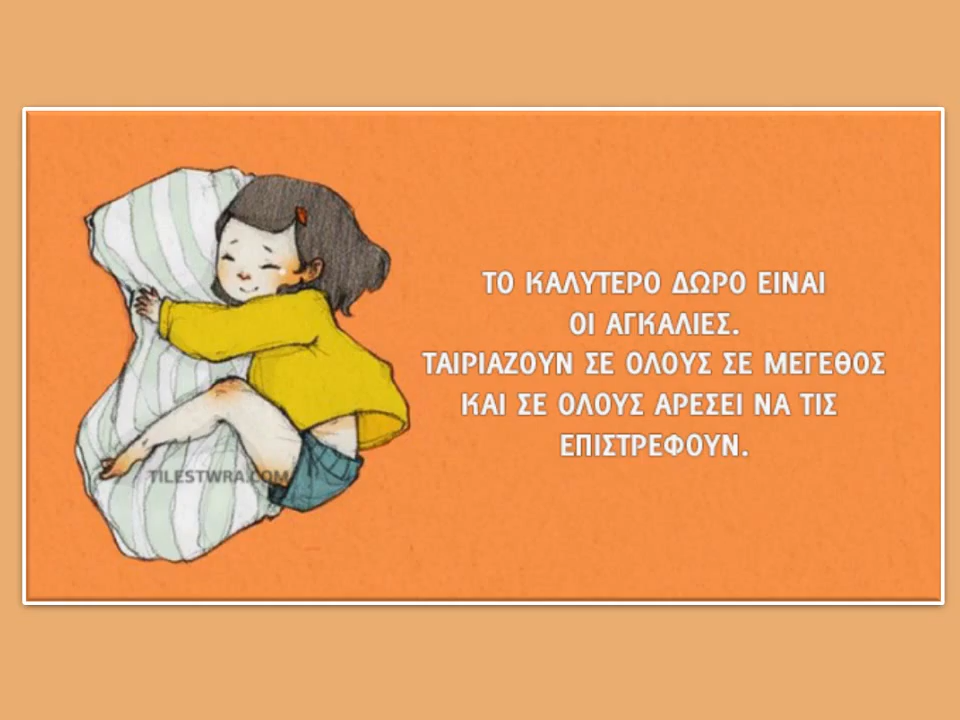 ΤΟ ΚΑΛΥΤΕΡΟ ΔΩΡΟ ΕΙΝΑΙ
ΟΙ ΑΓΚΑΛΙΕΣ.
ΤΑΙΡΙΑΖΟΥΝ ΣΕ ΟΛΟΥΣ ΣΕ ΜΕΓΕΘΟΣ
ΚΑΙ ΣΕ ΟΛΟΥΣ ΑΡΕΣΕΙ ΝΑ ΤΙΣ
ΕΠΙΣΤΡΕΦΟΥΝ.
TILESTWRA.COM